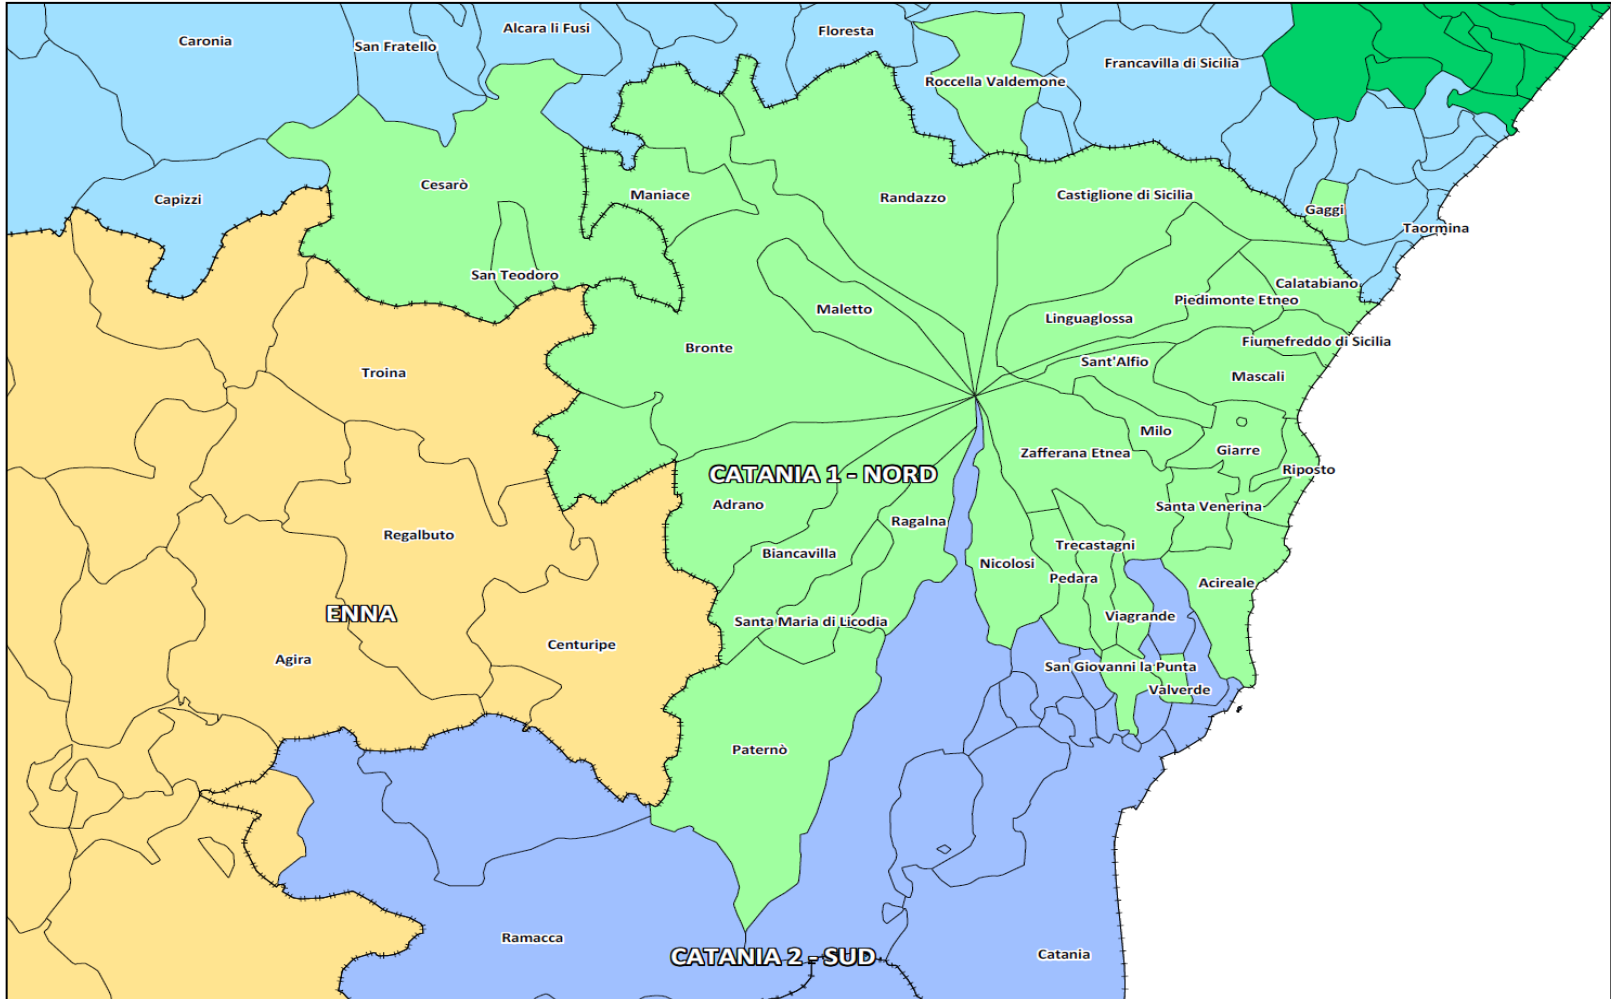 Alcara li Fusi
Floresta
Caronia
San Fratello
Francavilla di Sicilia
Roccella Valdemone
Cesarò
Capizzi
Maniace
Randazzo
Castiglione di Sicilia
Gaggi
Taormina
San Teodoro
Calatabiano
Piedimonte Etneo
Maletto
Linguaglossa
Fiumefreddo di Sicilia
Bronte
Sant'Alfio
Troina
Mascali
Milo
Zafferana Etnea
Giarre
Riposto
CATANIA 1 - NORD
Adrano
Santa Venerina
Ragalna
Regalbuto
Trecastagni
Biancavilla
Nicolosi
Pedara
Acireale
ENNA
Viagrande
Santa Maria di Licodia
Centuripe
Agira
San Giovanni la Punta
Valverde
Paternò
Ramacca
CATANIA 2 - SUD
Catania